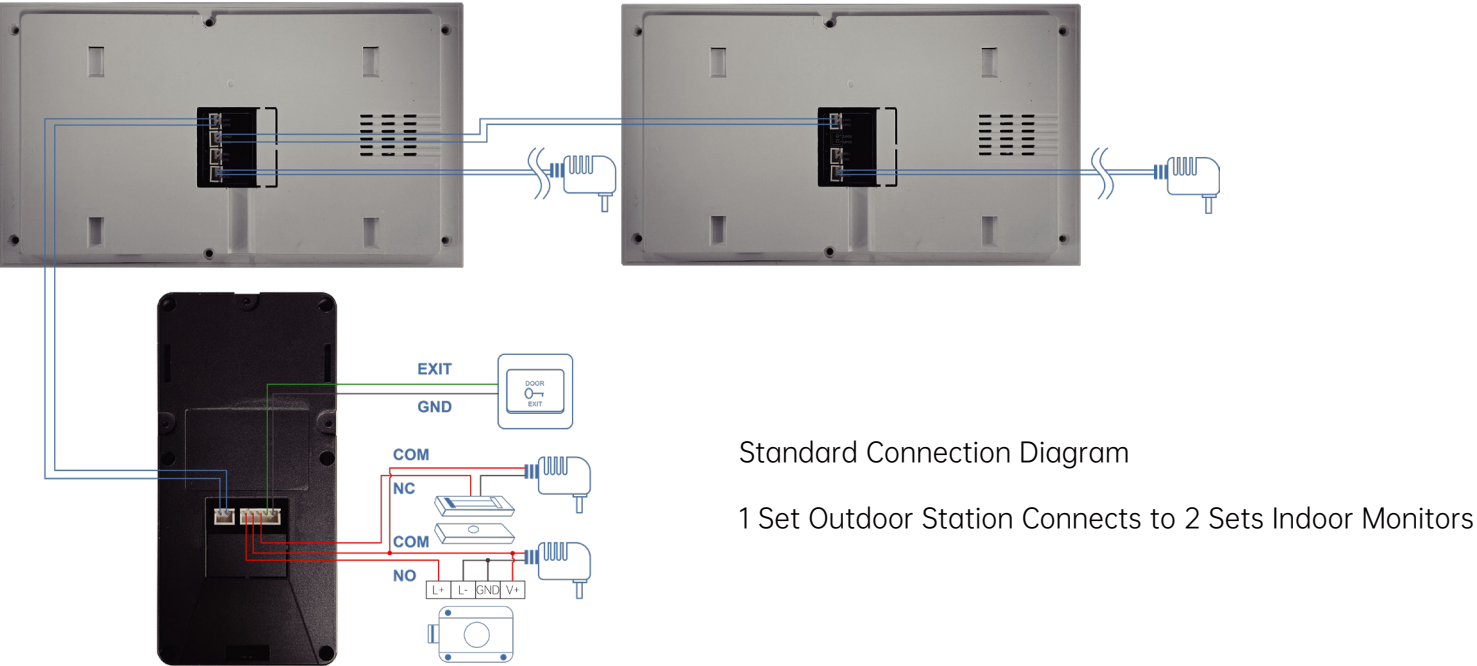 EXIT
DOOR
EXIT
GND
COM
NC
COM
NO
L+ L- GND V+
Standard Connection Diagram
1 Set Outdoor Station Connects to 2 Sets Indoor Monitors